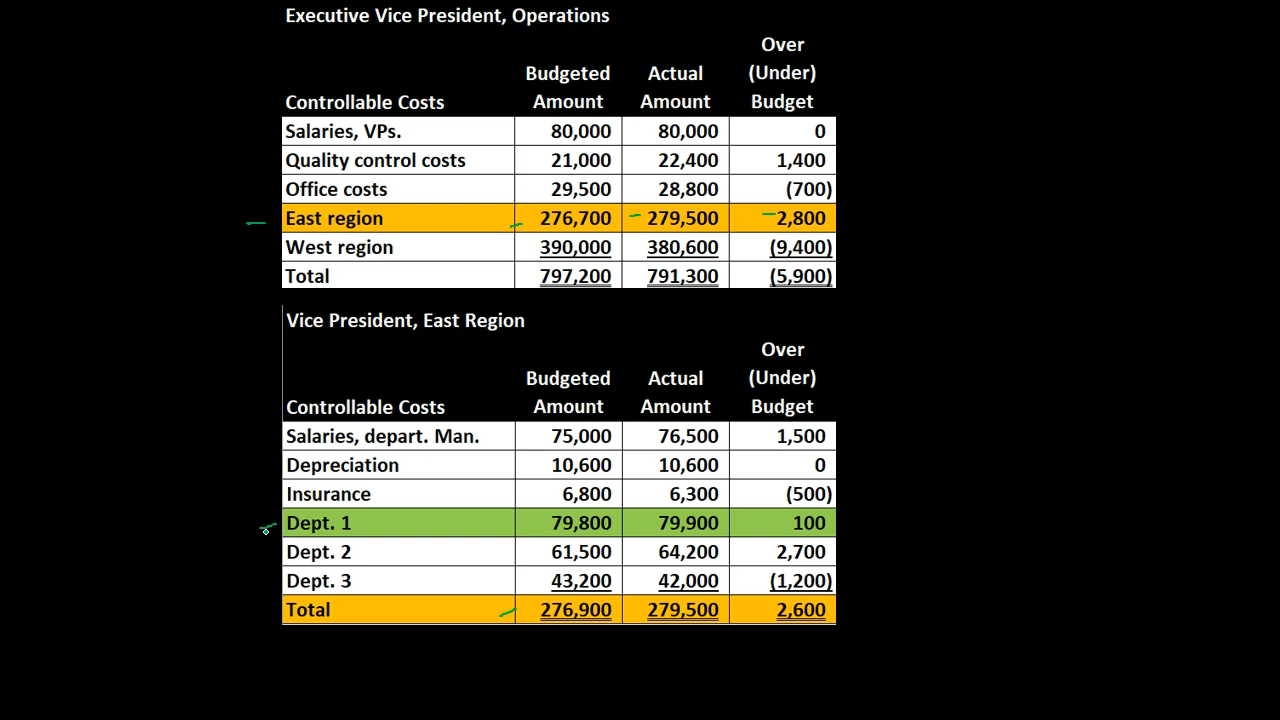 Executive Vice President, Operations
Over
Budgeted Actual (Under)
Controllable Costs Amount Amount Budget
Salaries, VPs. 80,000 80,000 0
Quality control costs 21,000 22,400 1,400
Office costs 29,500 28,800 (700)
East region 276,700 279,500 2,800
West region 390,000 380,600 (9,400)
Total 797,200 791,300 (5,900)
Vice President, East Region
Over
Budgeted Actual (Under)
Controllable Costs Amount Amount Budget
Salaries, depart. Man. 75,000 76,500 1,500
Depreciation 10,600 10,600 0
Insurance 6,800 6,300 (500)
Dept. 1 79,800 79,900 100
Dept. 2 61,500 64,200 2,700
Dept. 3 43,200 42,000 (1,200)
Total 276,900 279,500 2,600